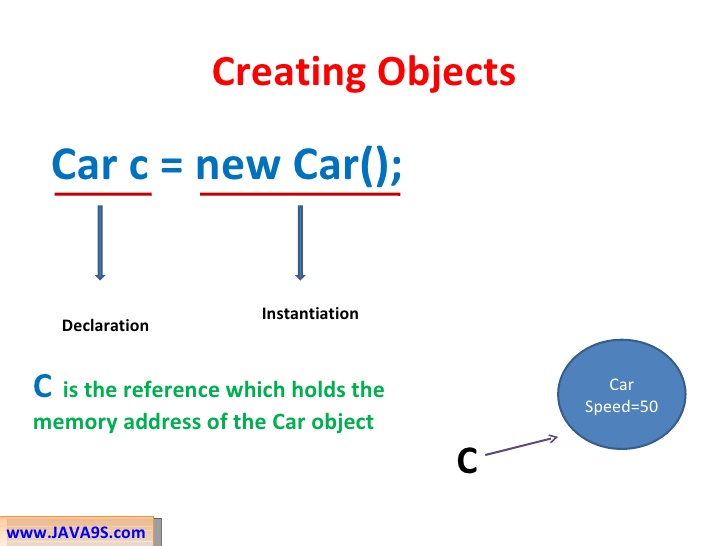 Creating Objects
Car c = new Car();
Declaration
Instantiation
C is the reference which holds the
memory address of the Car object
Car
Speed=50
C
www.JAVA9S.com